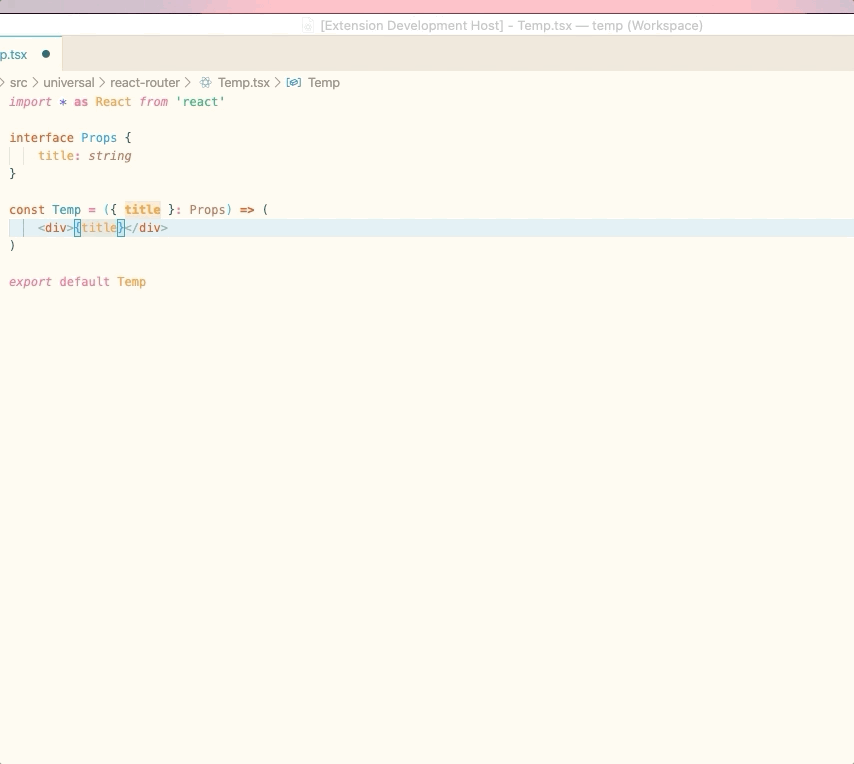 [Extension Development Host] - Temp.tsx — temp (Workspace)
p.tsx
src > universal > react-router > Temp.tsx > Temp
import * as React from 'react'
interface Props {
    title: string
}
const Temp = ({ title }: Props) => (
    <div>{title}</div>
)
export default Temp